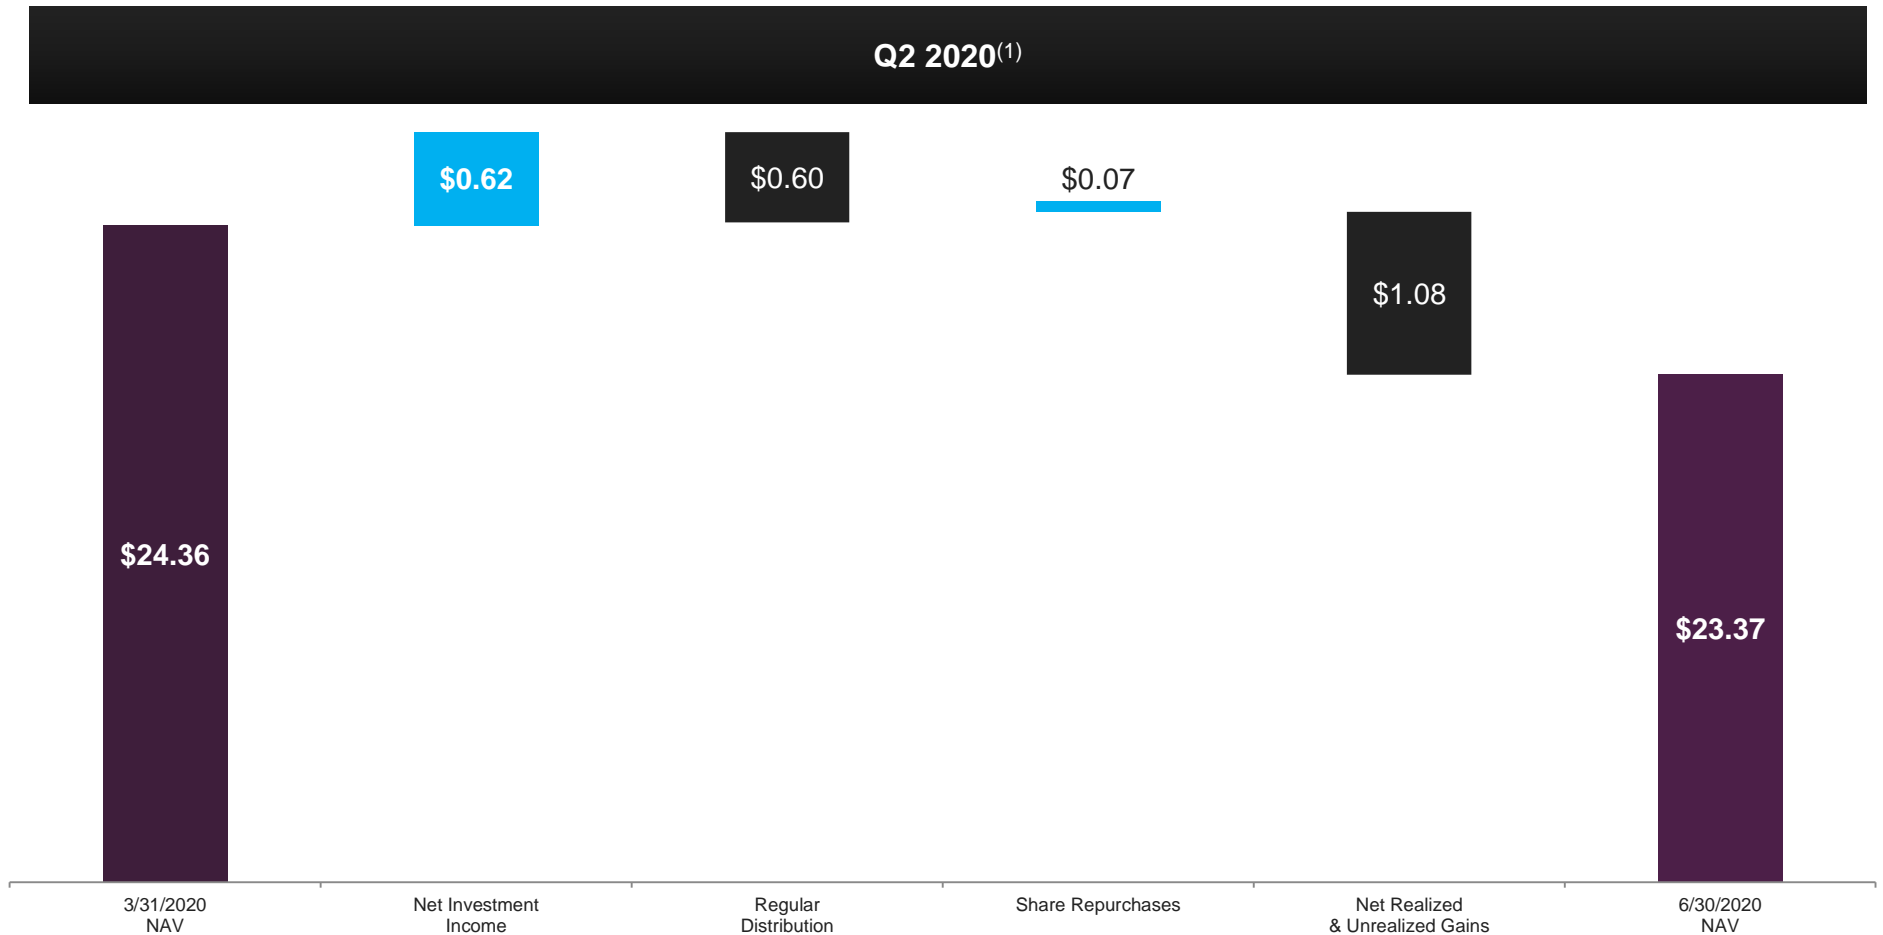 Q2 2020(1)
$0.62
$0.60
$0.07
$1.08
$24.36
$23.37
3/31/2020
NAV
Net Investment
Income
Regular
Distribution
Share Repurchases
Net Realized
& Unrealized Gains
6/30/2020
NAV